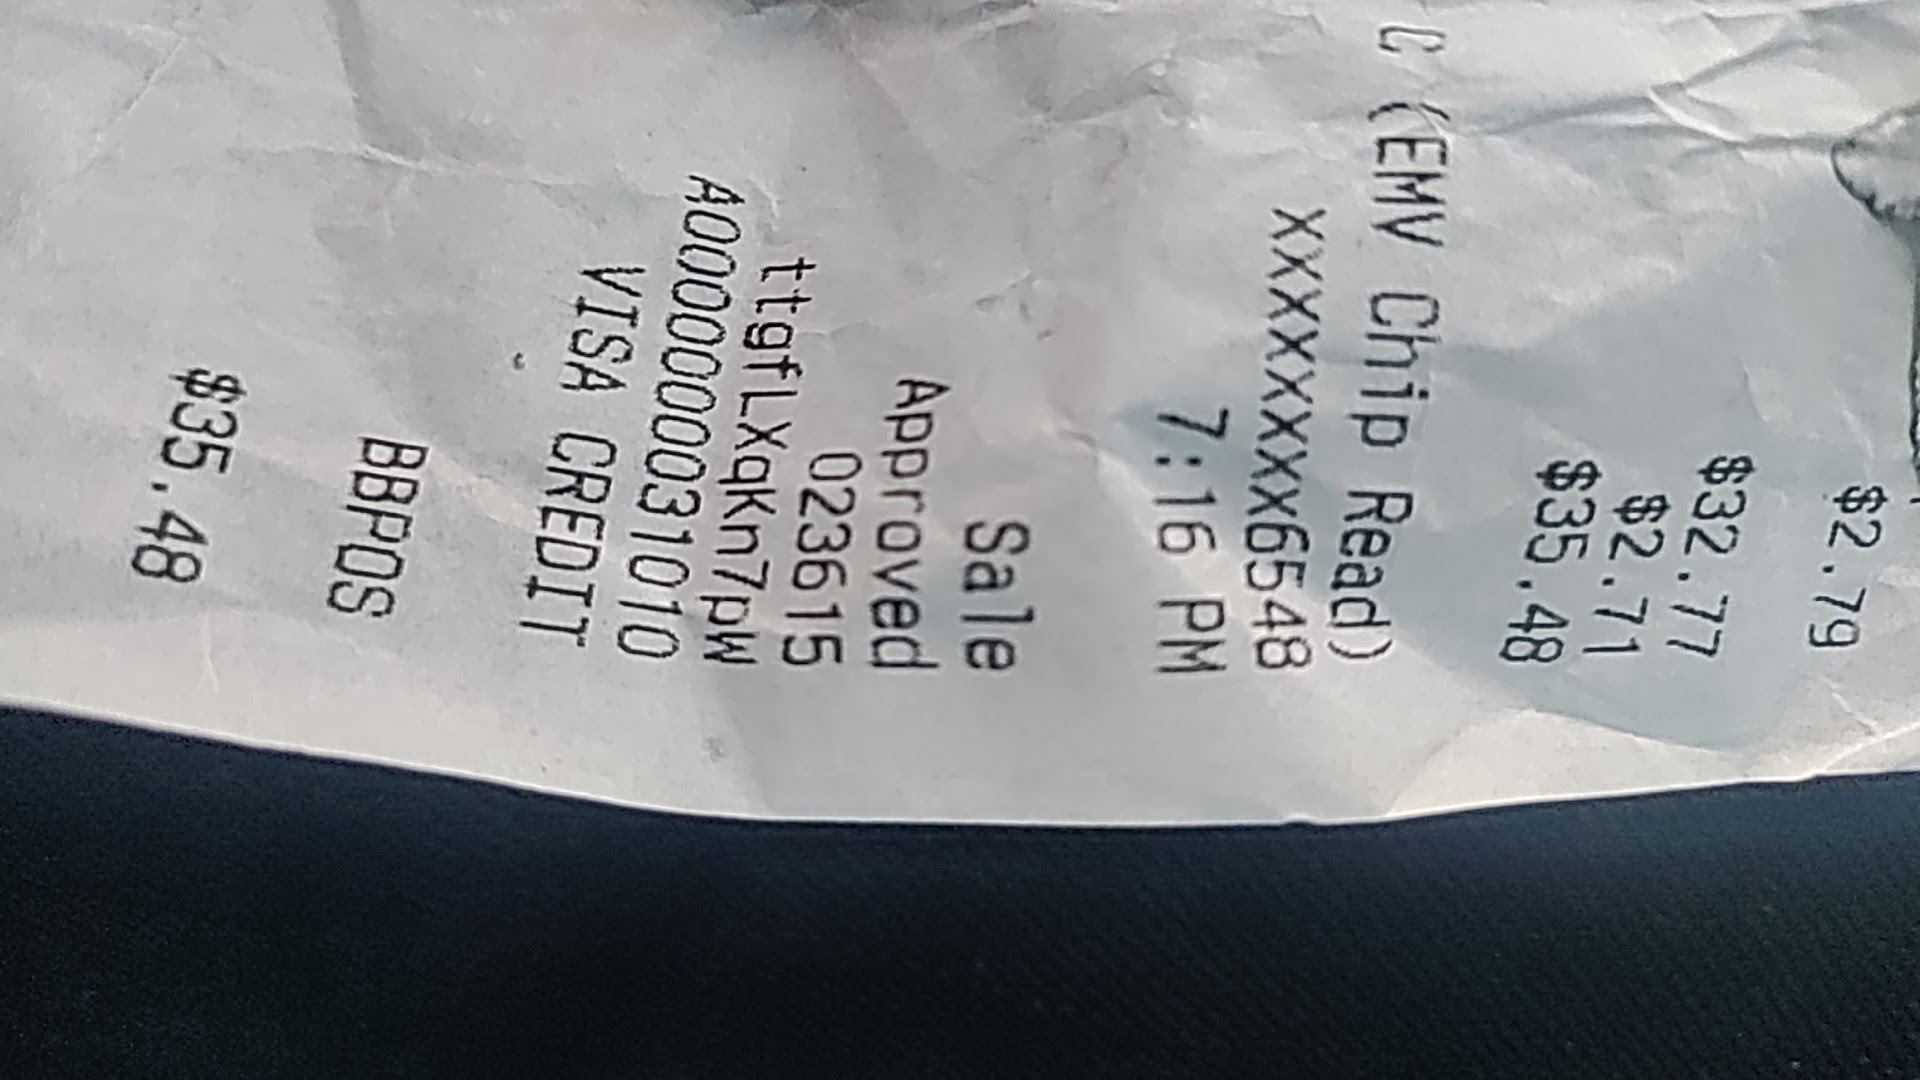 $2.79
$32.77
$2.71
$35.48
C (EMV Chip Read)
XXXXXXXXXXXX6548
7:16 PM
Sale
Approved
023615
ttgfLXqKn7pW
A0000000031010
VISA CREDIT
BBPOS
$35.48